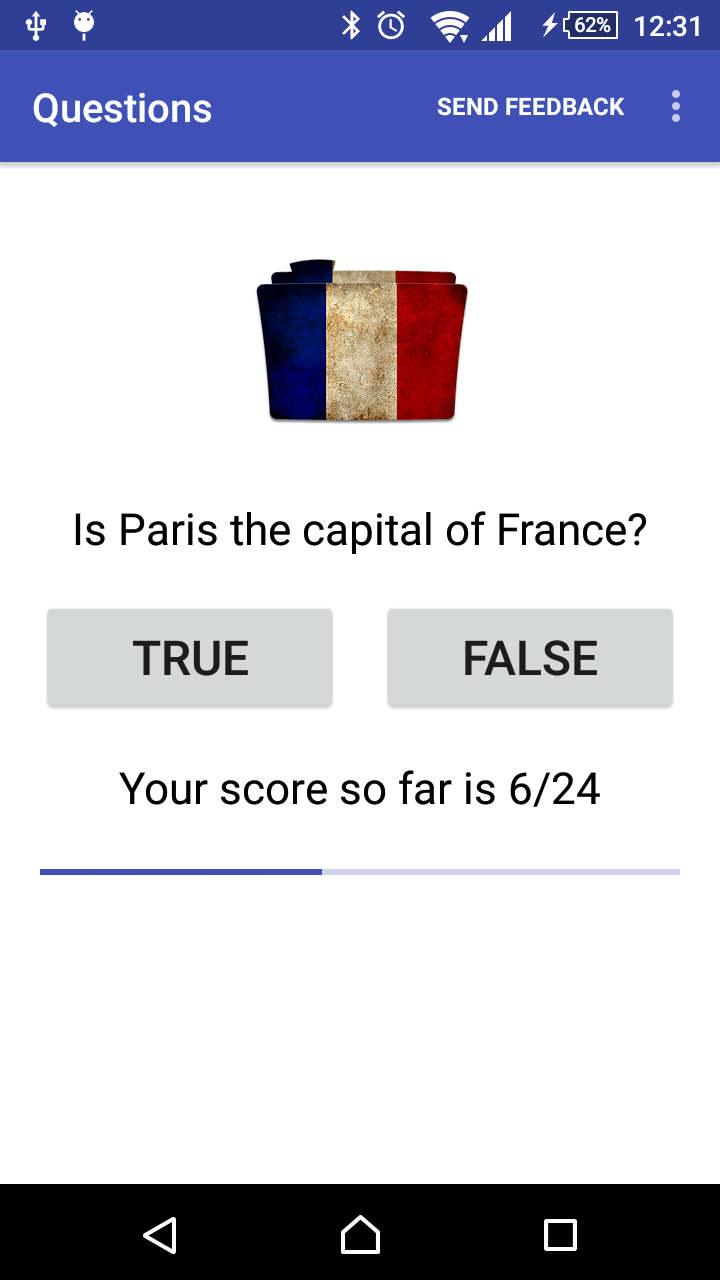 62% 12:31
Questions SEND FEEDBACK
Is Paris the capital of France?
TRUE FALSE
Your score so far is 6/24